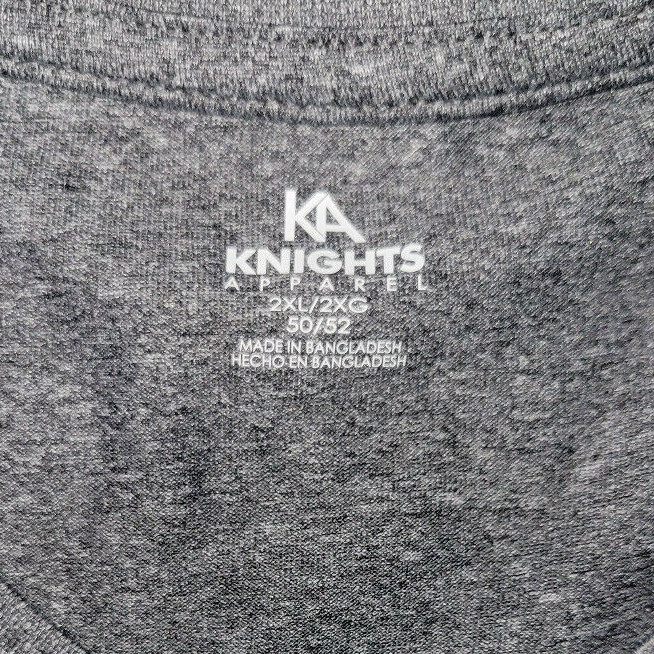 KA
KNIGHTS
APPAREL
2XL/2XG
50/52
MADE IN BANGLADESH
HECHO EN BANGLADESH